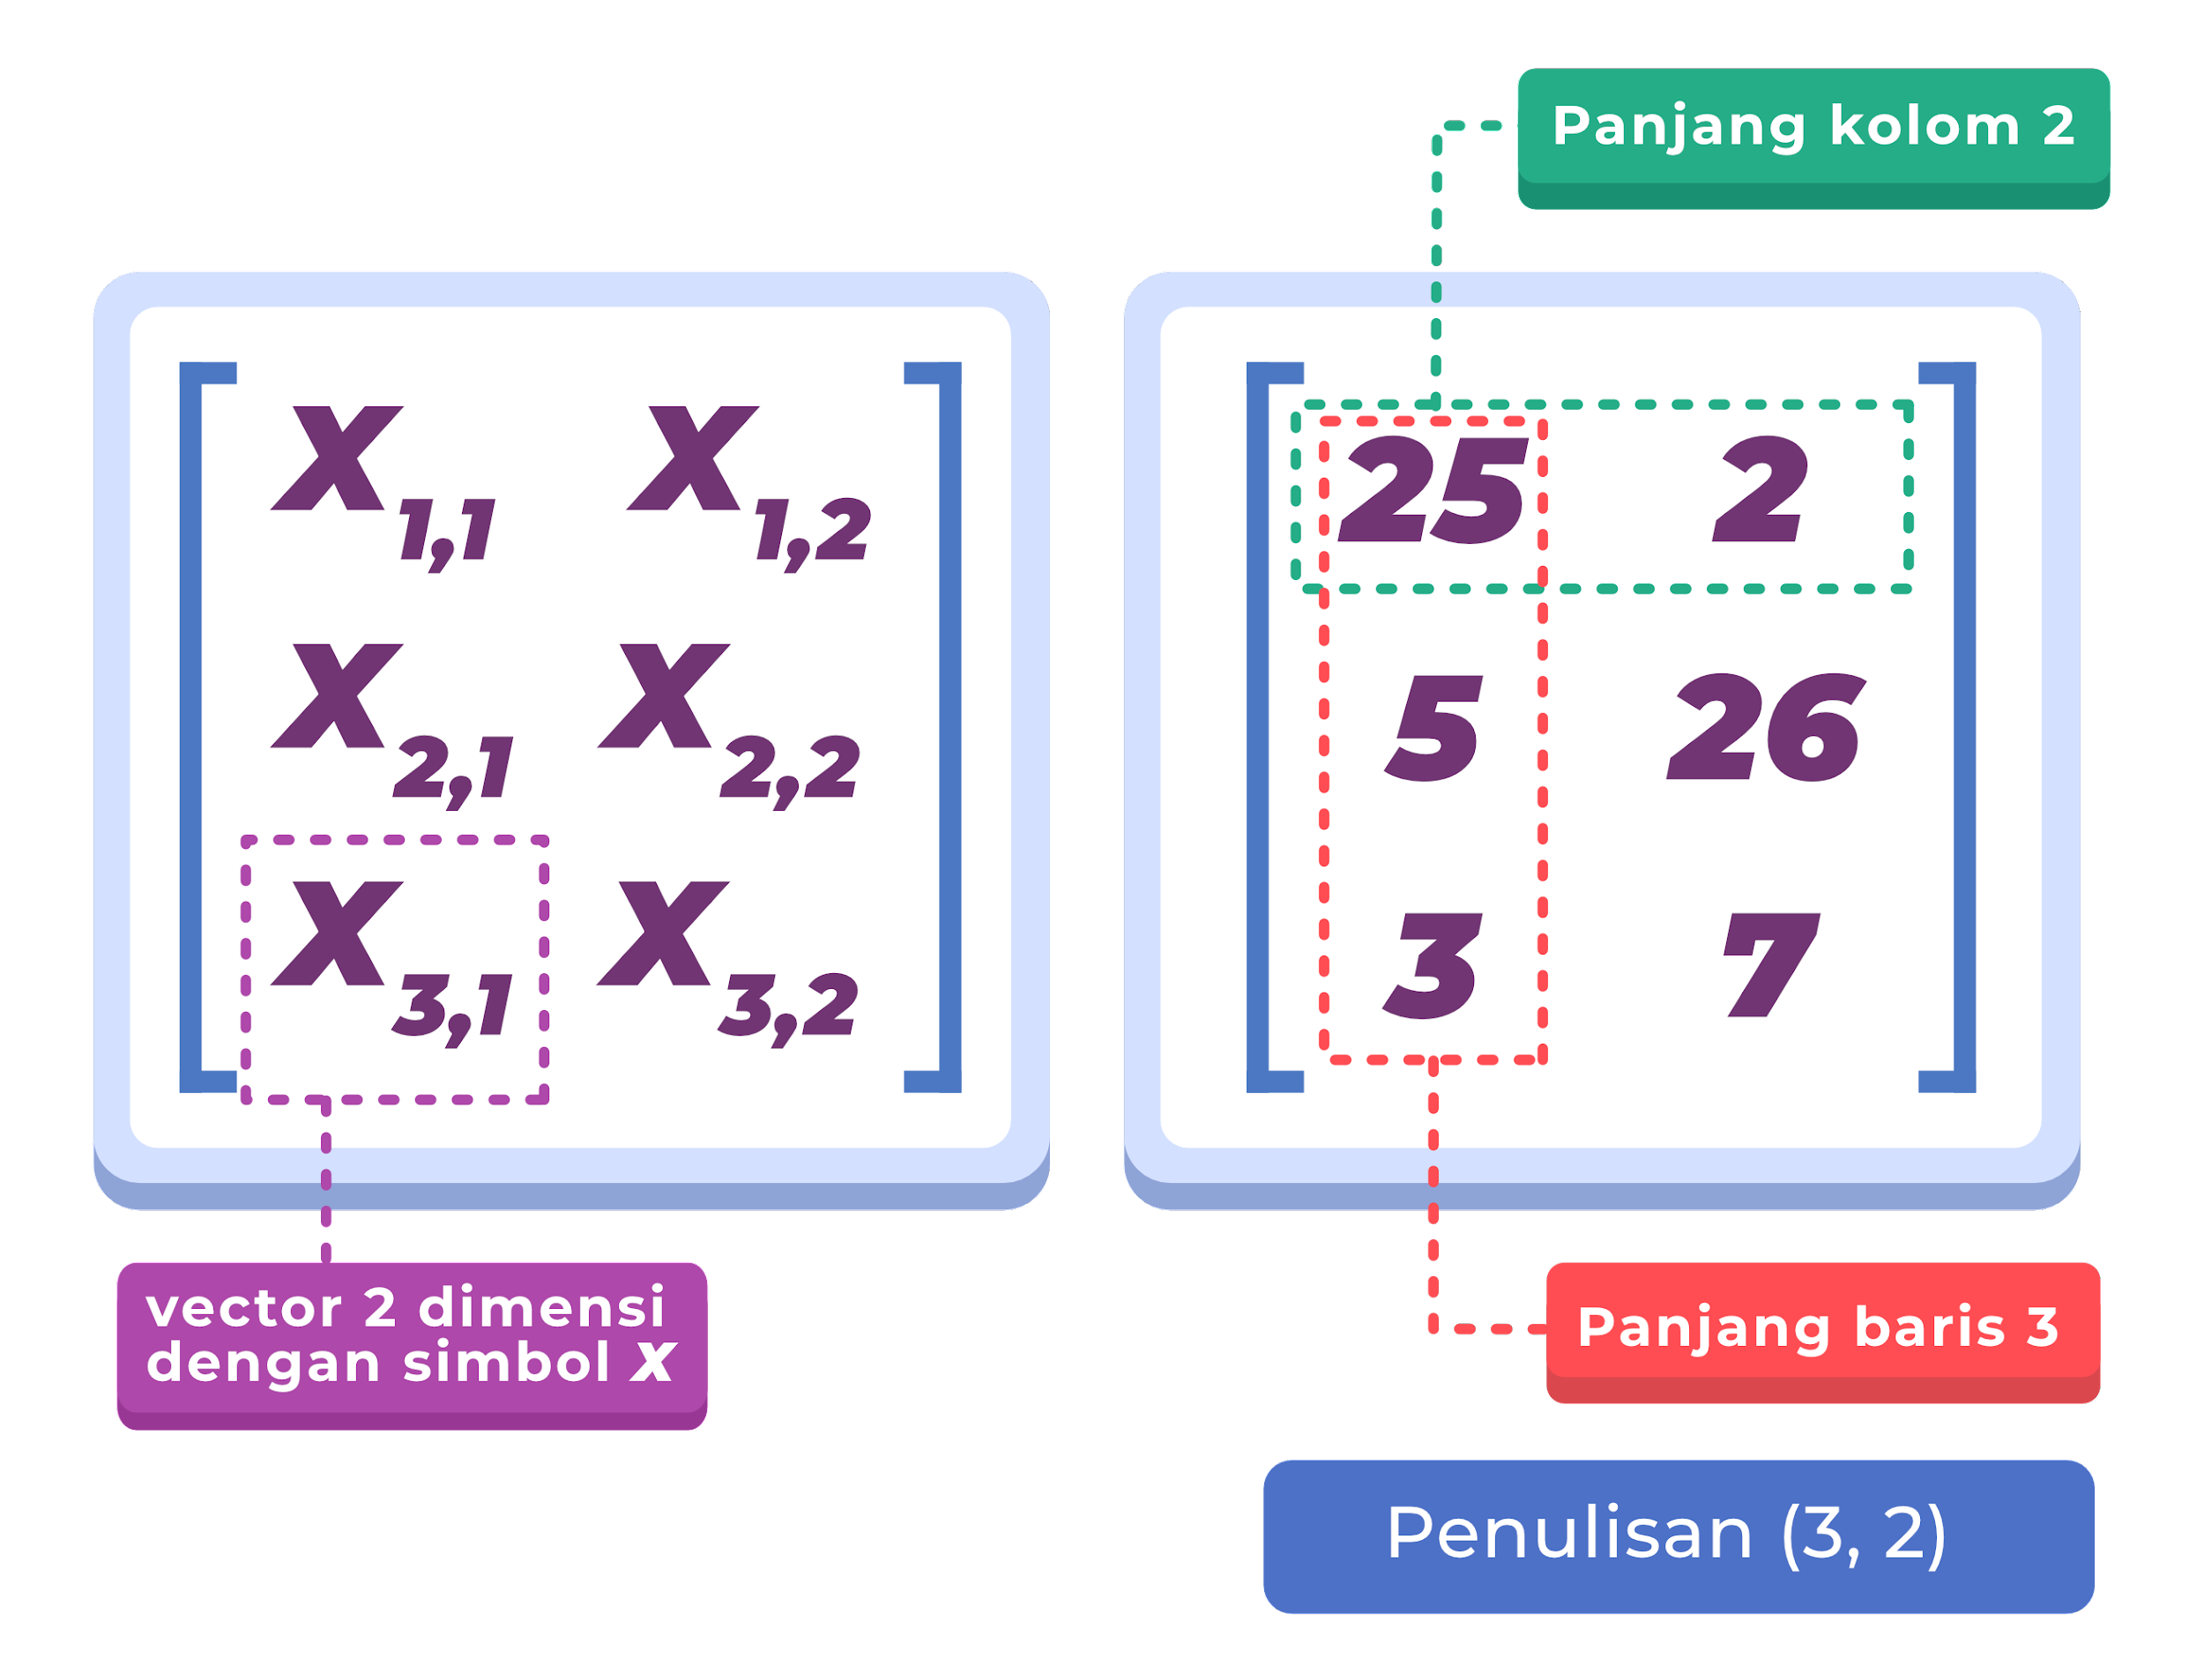 Panjang kolom 2
X1,1 X1,2
X2,1 X2,2
X3,1 X3,2
25 2
5 26
3 7
vector 2 dimensi
dengan simbol X
Panjang baris 3
Penulisan (3, 2)